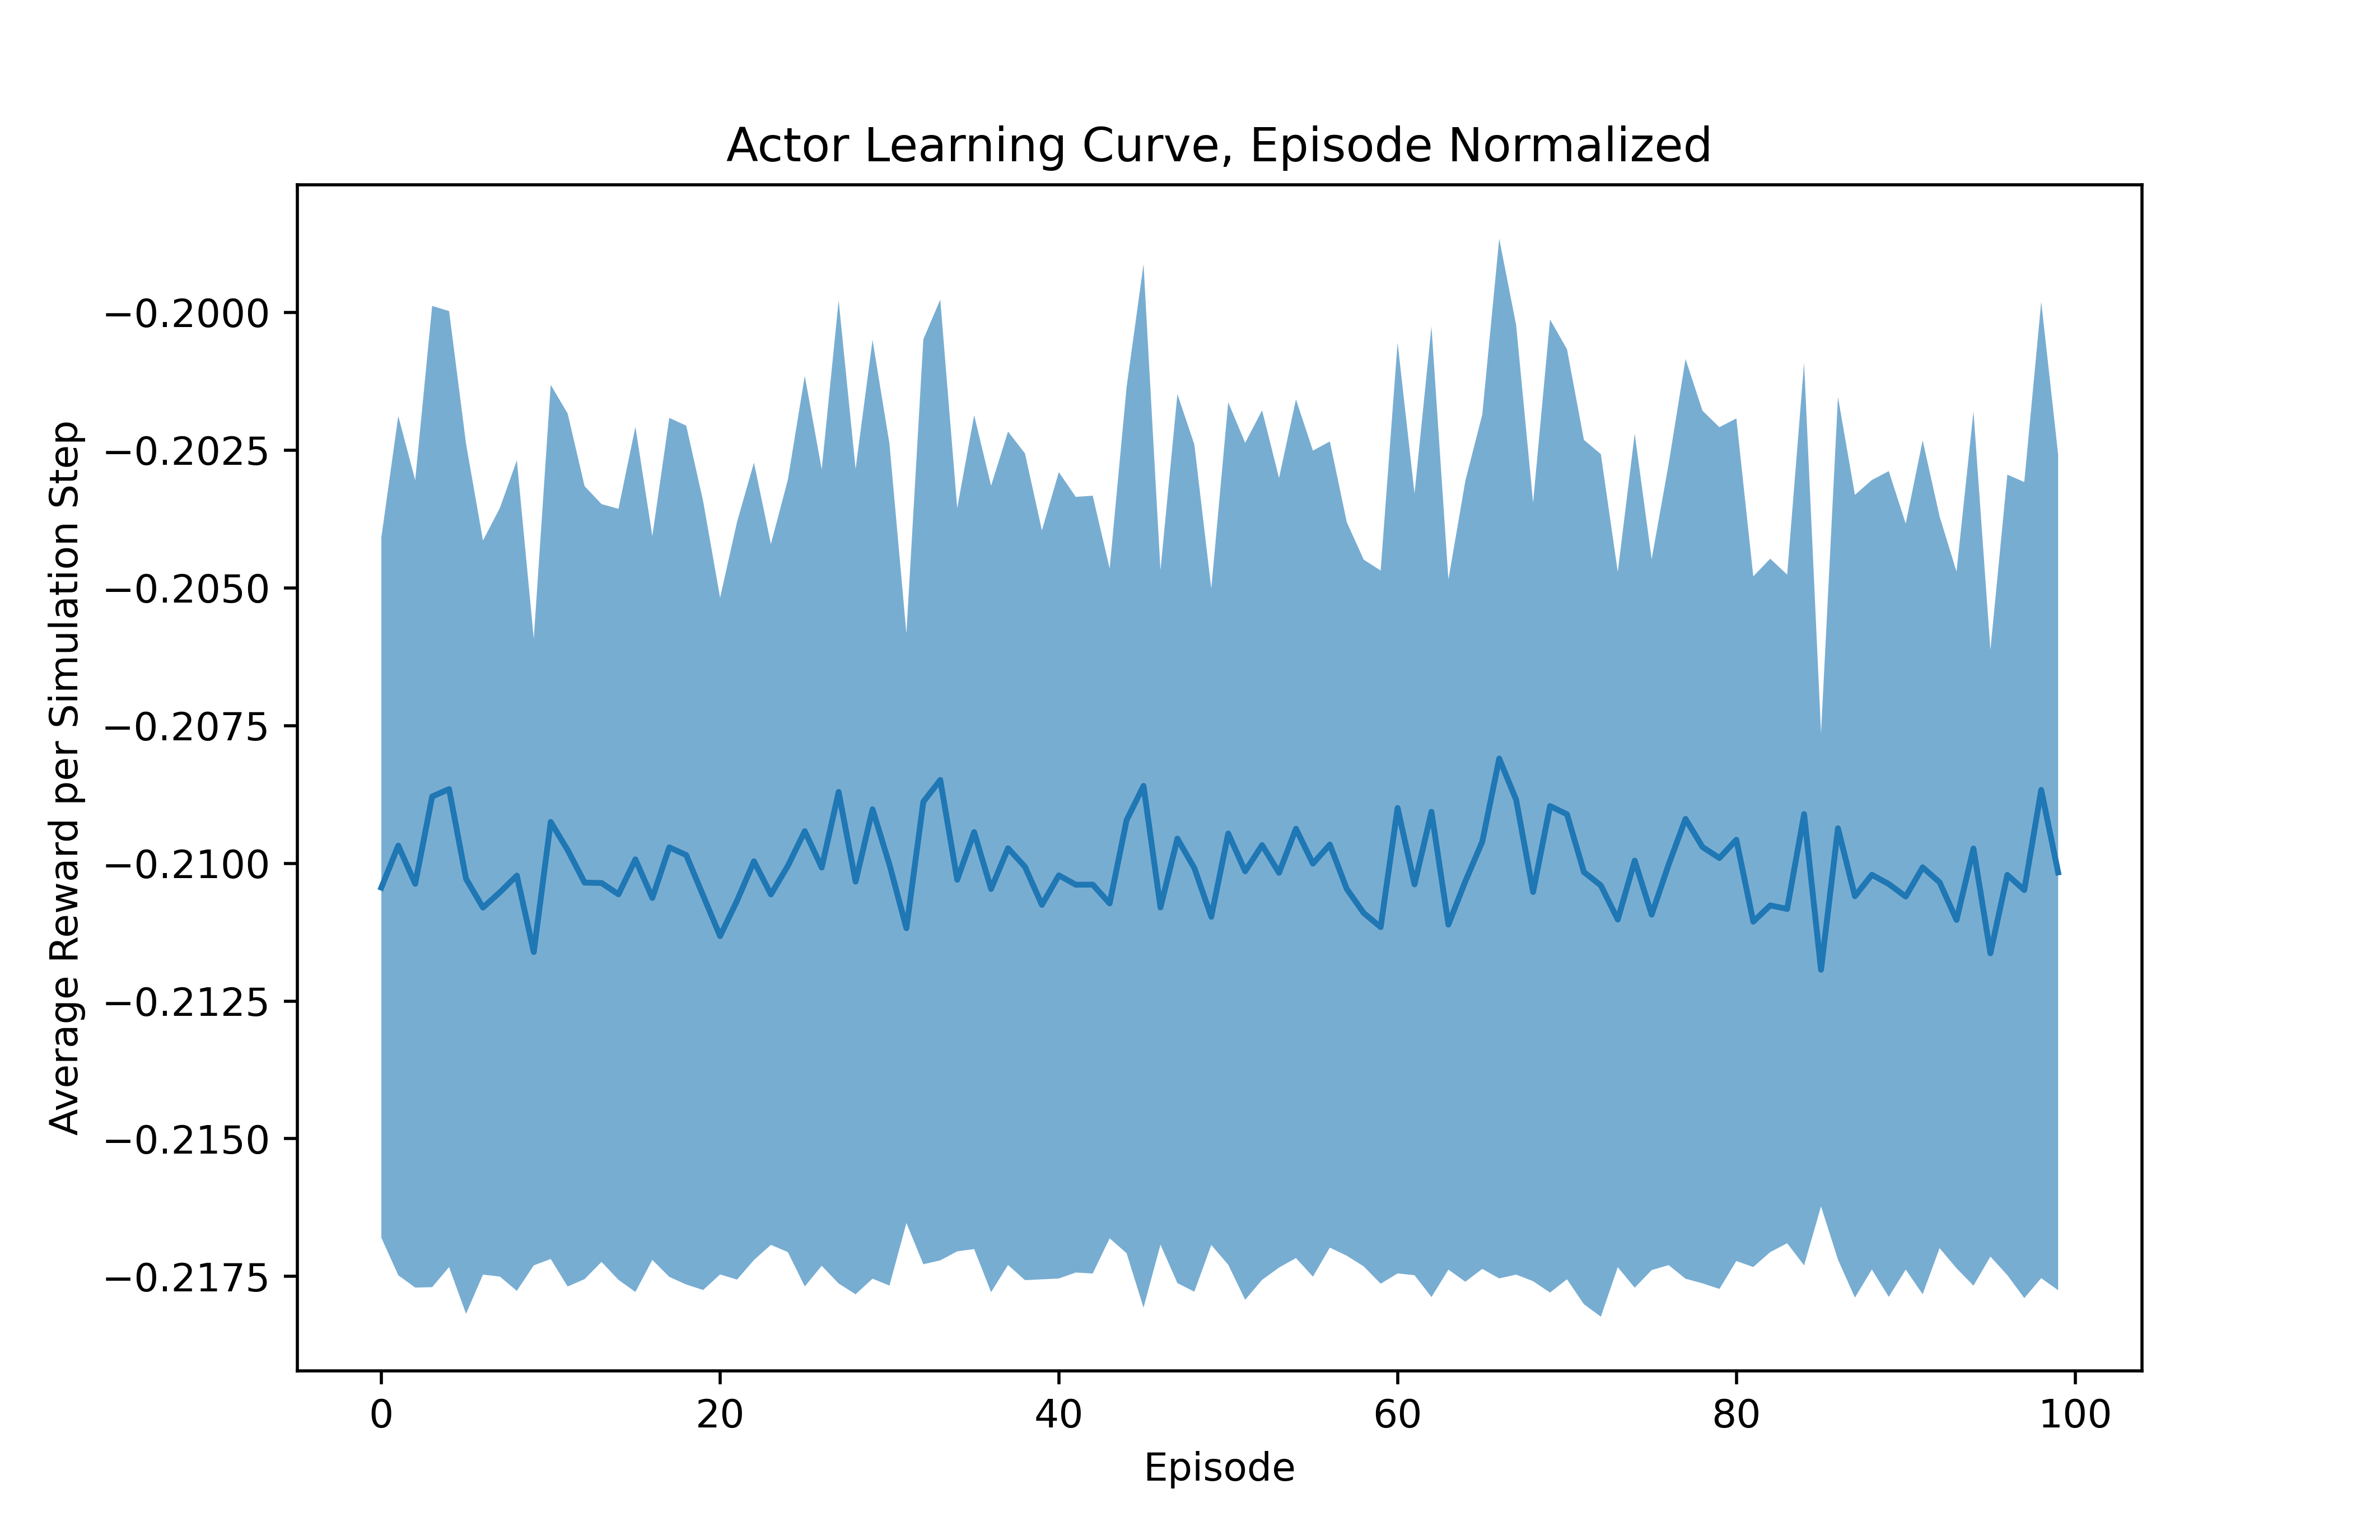 Actor Learning Curve, Episode Normalized
Average Reward per Simulation Step
−0.2000
−0.2025
−0.2050
−0.2075
−0.2100
−0.2125
−0.2150
−0.2175
0 20 40 60 80 100
Episode